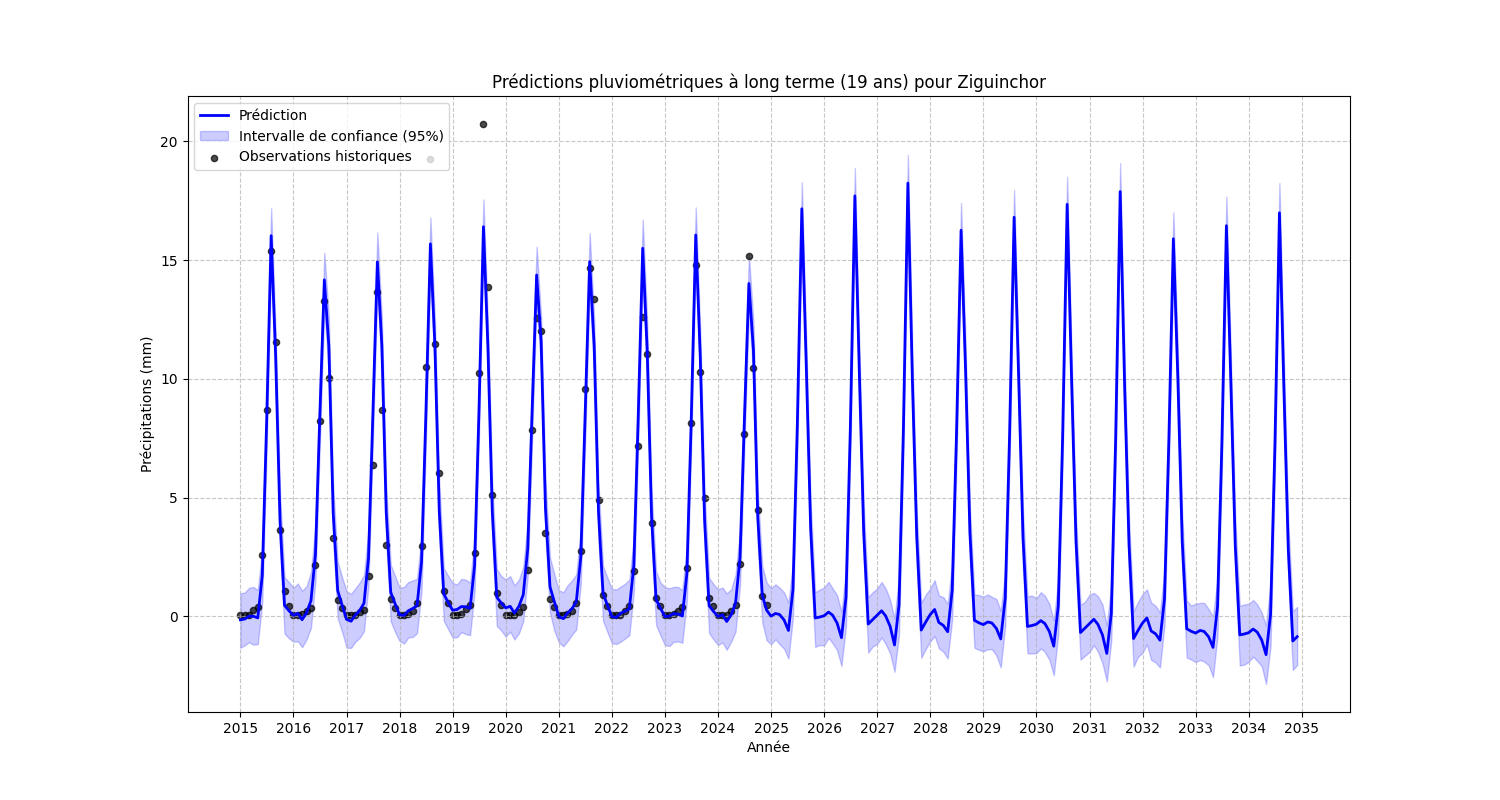 Prédictions pluviométriques à long terme (19 ans) pour Ziguinchor
Prédiction
Intervalle de confiance (95%)
Observations historiques
Précipitations (mm)
20
15
10
5
0
2015 2016 2017 2018 2019 2020 2021 2022 2023 2024 2025 2026 2027 2028 2029 2030 2031 2032 2033 2034 2035
Année